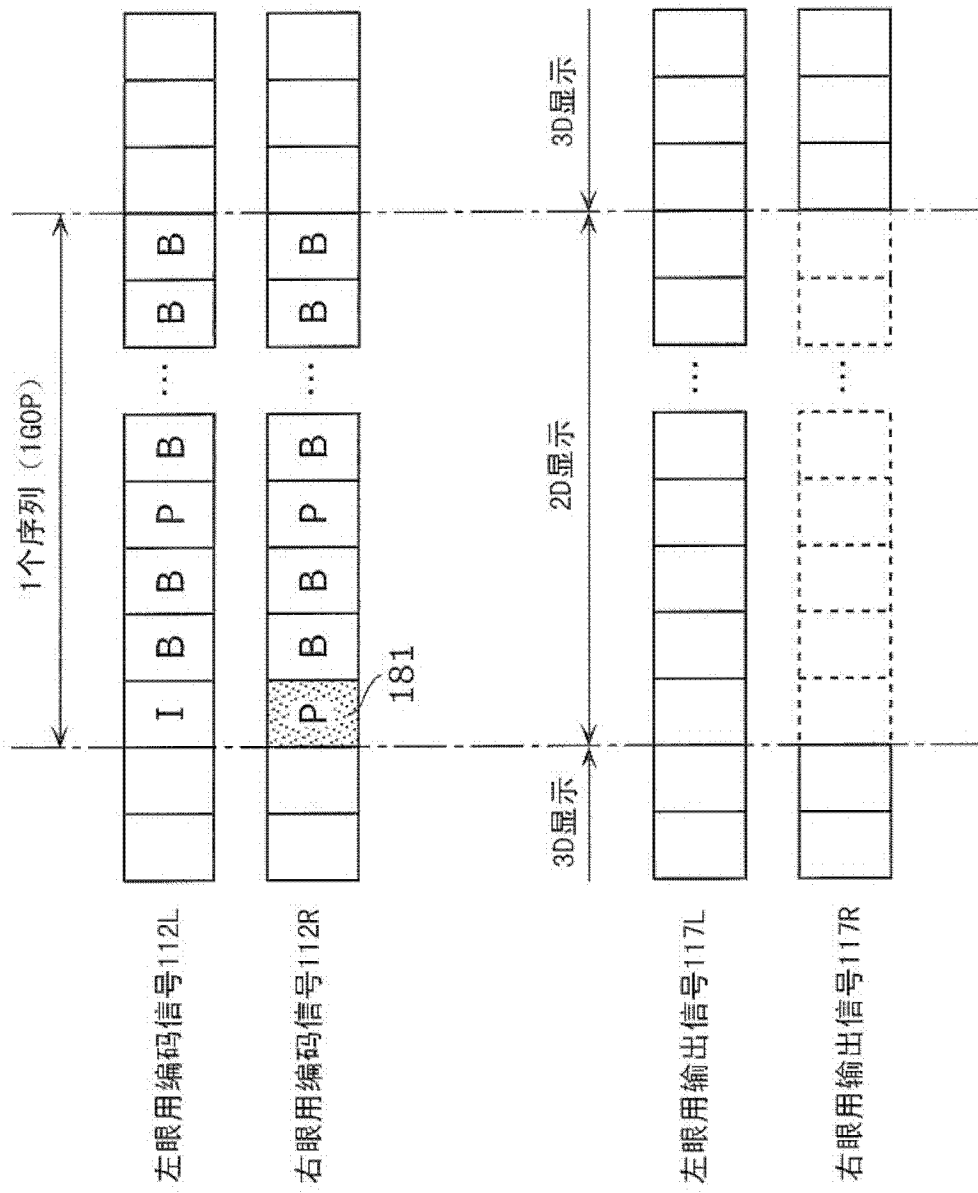 1个序列（1GOP）
左眼用编码信号112L
I B B P B ... B B
右眼用编码信号112R
P B B P B ... B B
181
3D显示 2D显示 3D显示
左眼用输出信号117L
...
右眼用输出信号117R
...